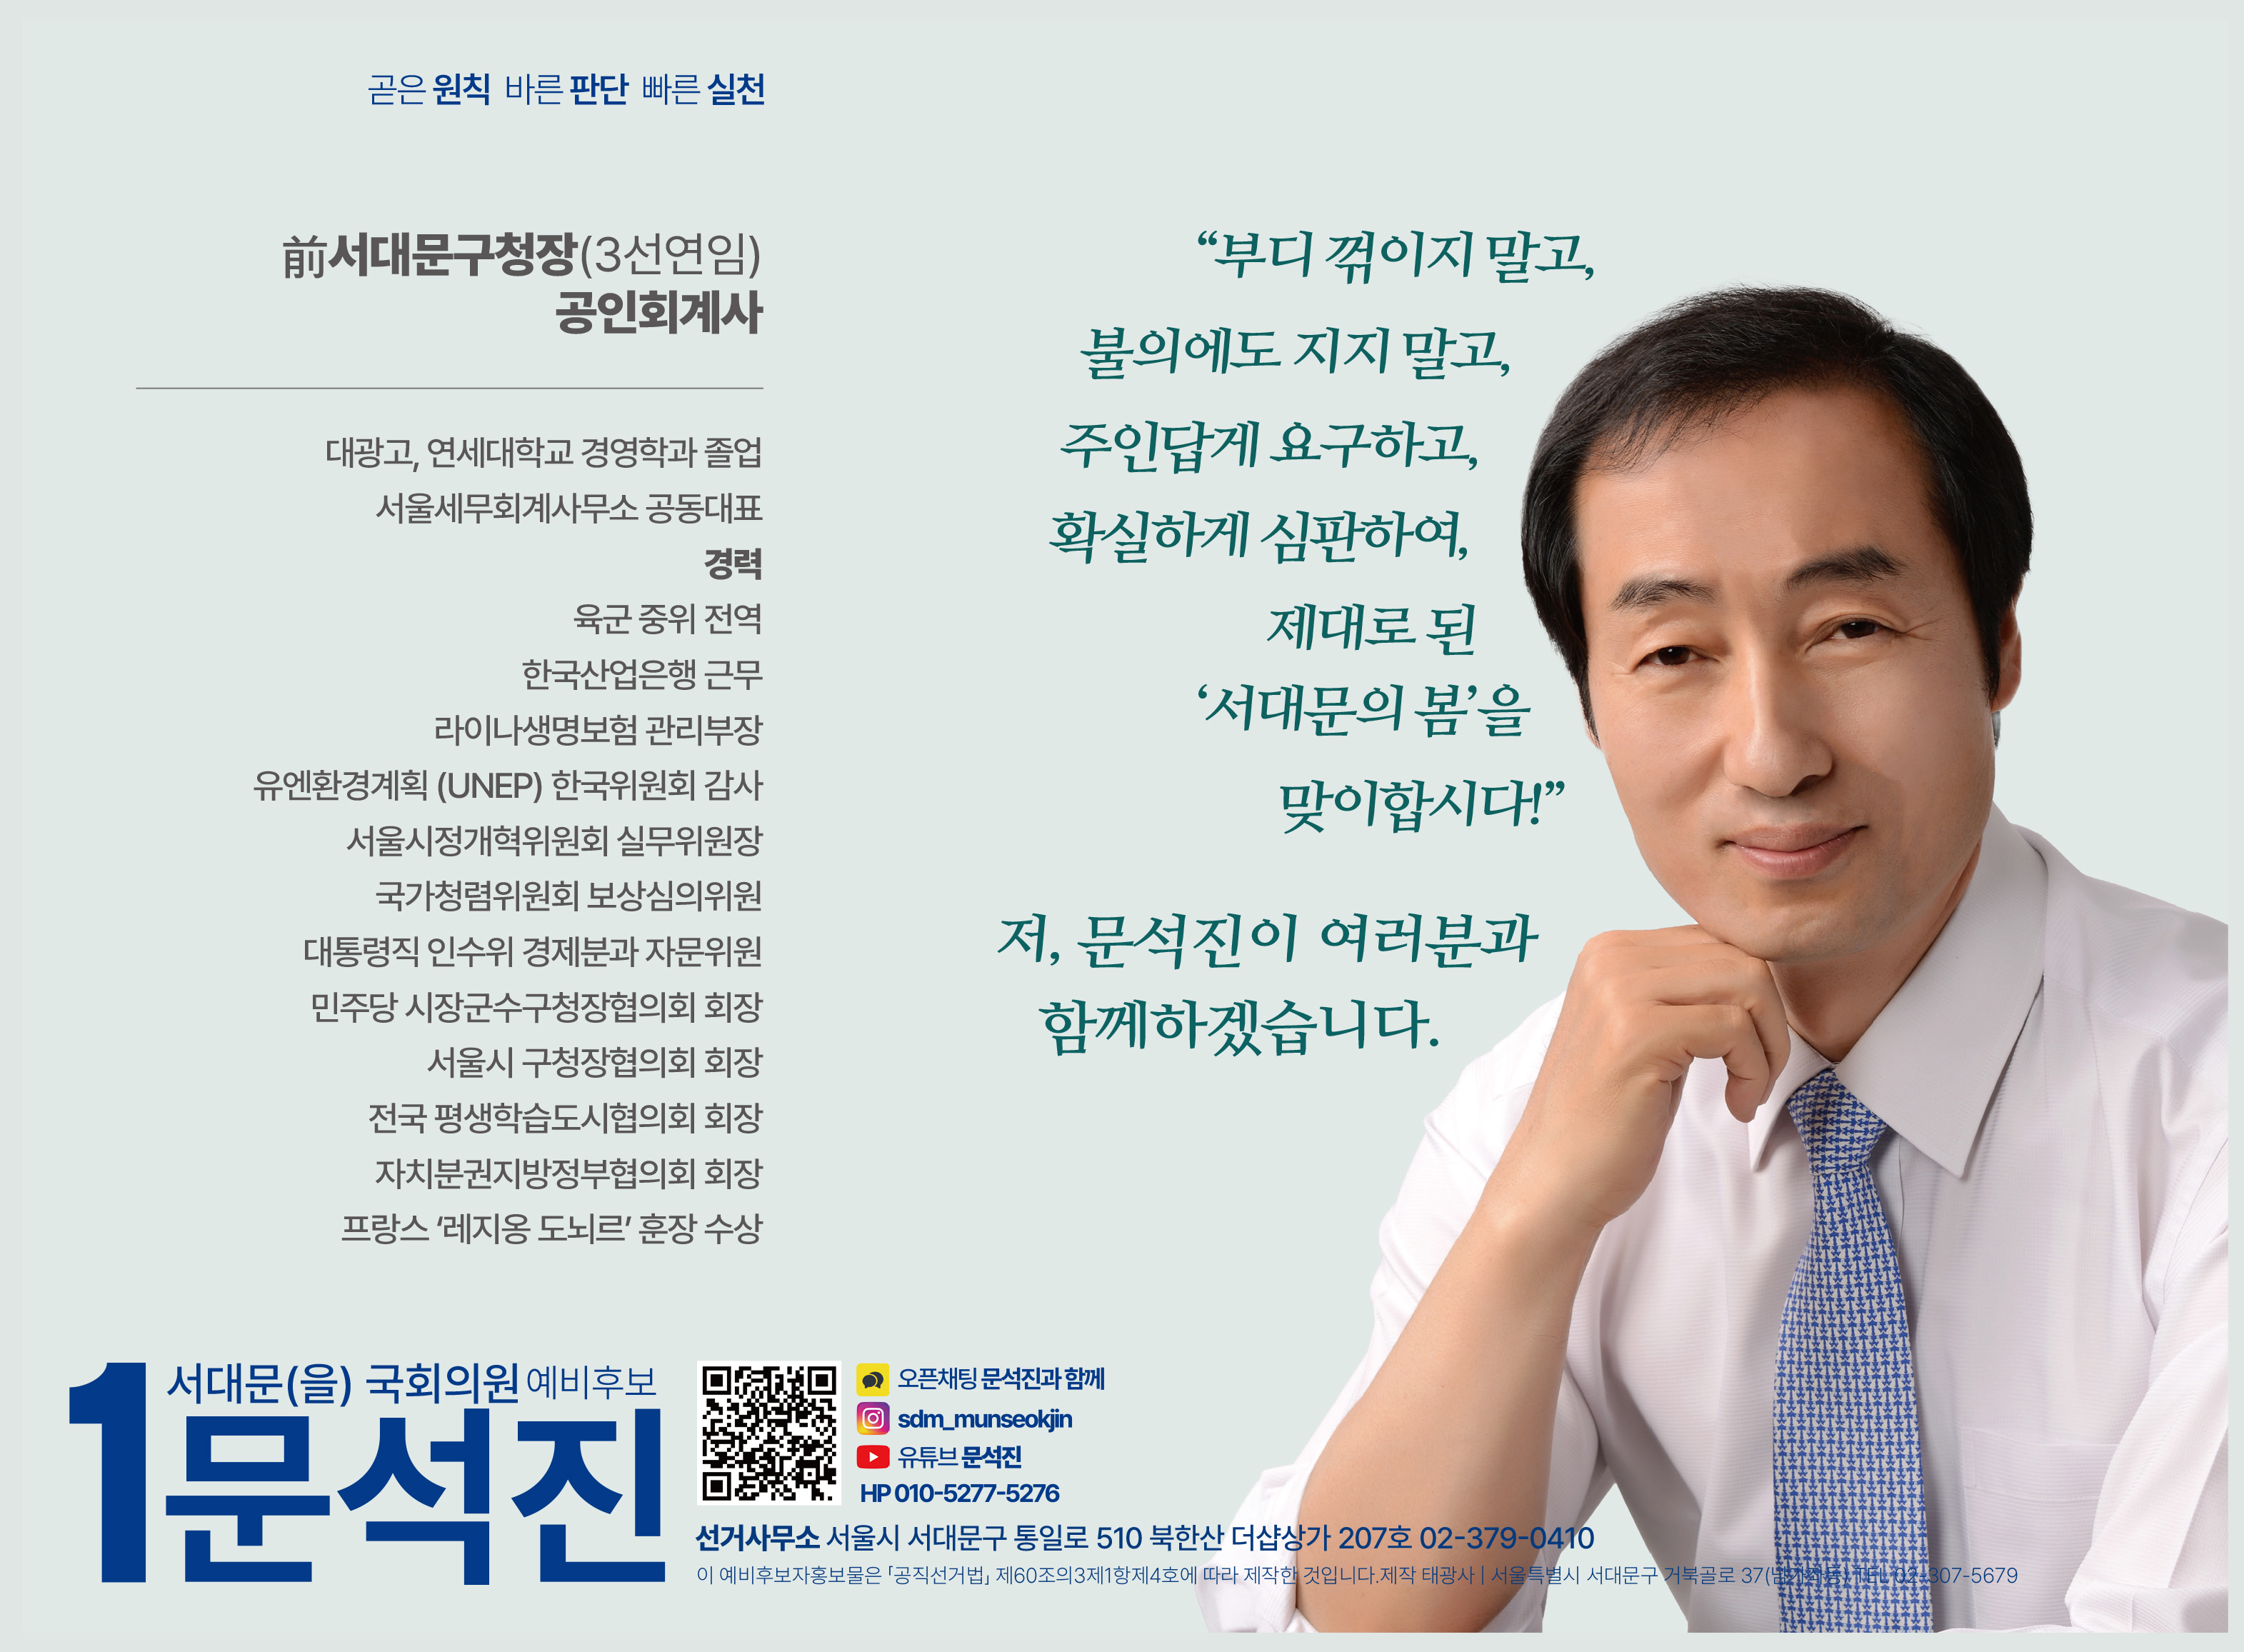 곧은 원칙 바른 판단 빠른 실천
前서대문구청장(3선연임)
공인회계사
대광고, 연세대학교 경영학과 졸업
서울세무회계사무소 공동대표
경력
육군 중위 전역
한국산업은행 근무
라이나생명보험 관리부장
유엔환경계획 (UNEP) 한국위원회 감사
서울시정개혁위원회 실무위원장
국가청렴위원회 보상심의위원
대통령직 인수위 경제분과 자문위원
민주당 시장군수구청장협의회 회장
서울시 구청장협의회 회장
전국 평생학습도시협의회 회장
자치분권지방정부협의회 회장
프랑스 ‘레지옹 도뇌르’ 훈장 수상
“부디 꺾이지 말고,
불의에도 지지 말고,
주인답게 요구하고,
확실하게 심판하여,
제대로 된
‘서대문의 봄’을
맞이합시다!”
저, 문석진이 여러분과
함께하겠습니다.
1
서대문(을) 국회의원 예비후보
문석진
오픈채팅 문석진과 함께
sdm_munseokjin
유튜브 문석진
HP 010-5277-5276
선거사무소 서울시 서대문구 통일로 510 북한산 더샵상가 207호 02-379-0410
이 예비후보자홍보물은 「공직선거법」 제60조의3제1항제4호에 따라 제작한 것입니다.제작 태광사 | 서울특별시 서대문구 거북골로 37(남가좌동) TEL 02-307-5679